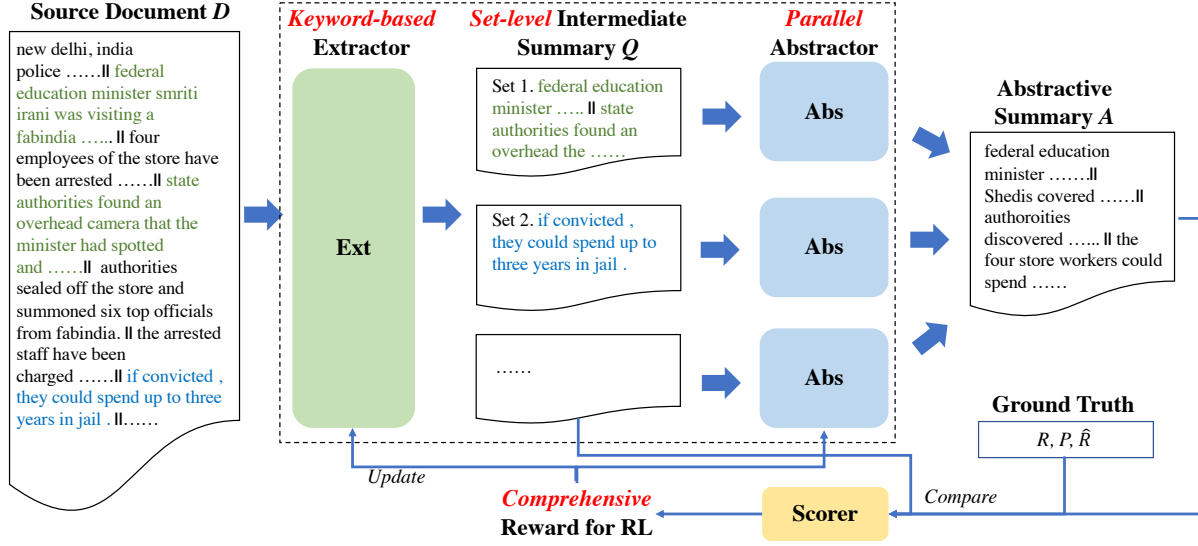 Source Document D
new delhi, india
police ……॥ federal
education minister smriti
irani was visiting a
fabindia ….. ॥ four
employees of the store have
been arrested ……॥ state
authorities found an
overhead camera that the
minister had spotted
and ……॥ authorities
sealed off the store and
summoned six top officials
from fabindia. ॥ the arrested
staff have been
charged ……॥ if convicted ,
they could spend up to three
years in jail . ॥……
Keyword-based
Extractor
Ext
Set-level Intermediate
Summary Q
Set 1. federal education
minister ….. ॥ state
authorities found an
overhead the ……
Set 2. if convicted ,
they could spend up to
three years in jail .
……
Parallel
Abstractor
Abs
Abs
Abs
Abstractive
Summary A
federal education
minister …….॥
Shedis covered ……॥
authoroities
discovered …... ॥ the
four store workers could
spend ……
Ground Truth
R, P, R̂
Update
Compare
Comprehensive
Reward for RL
Scorer